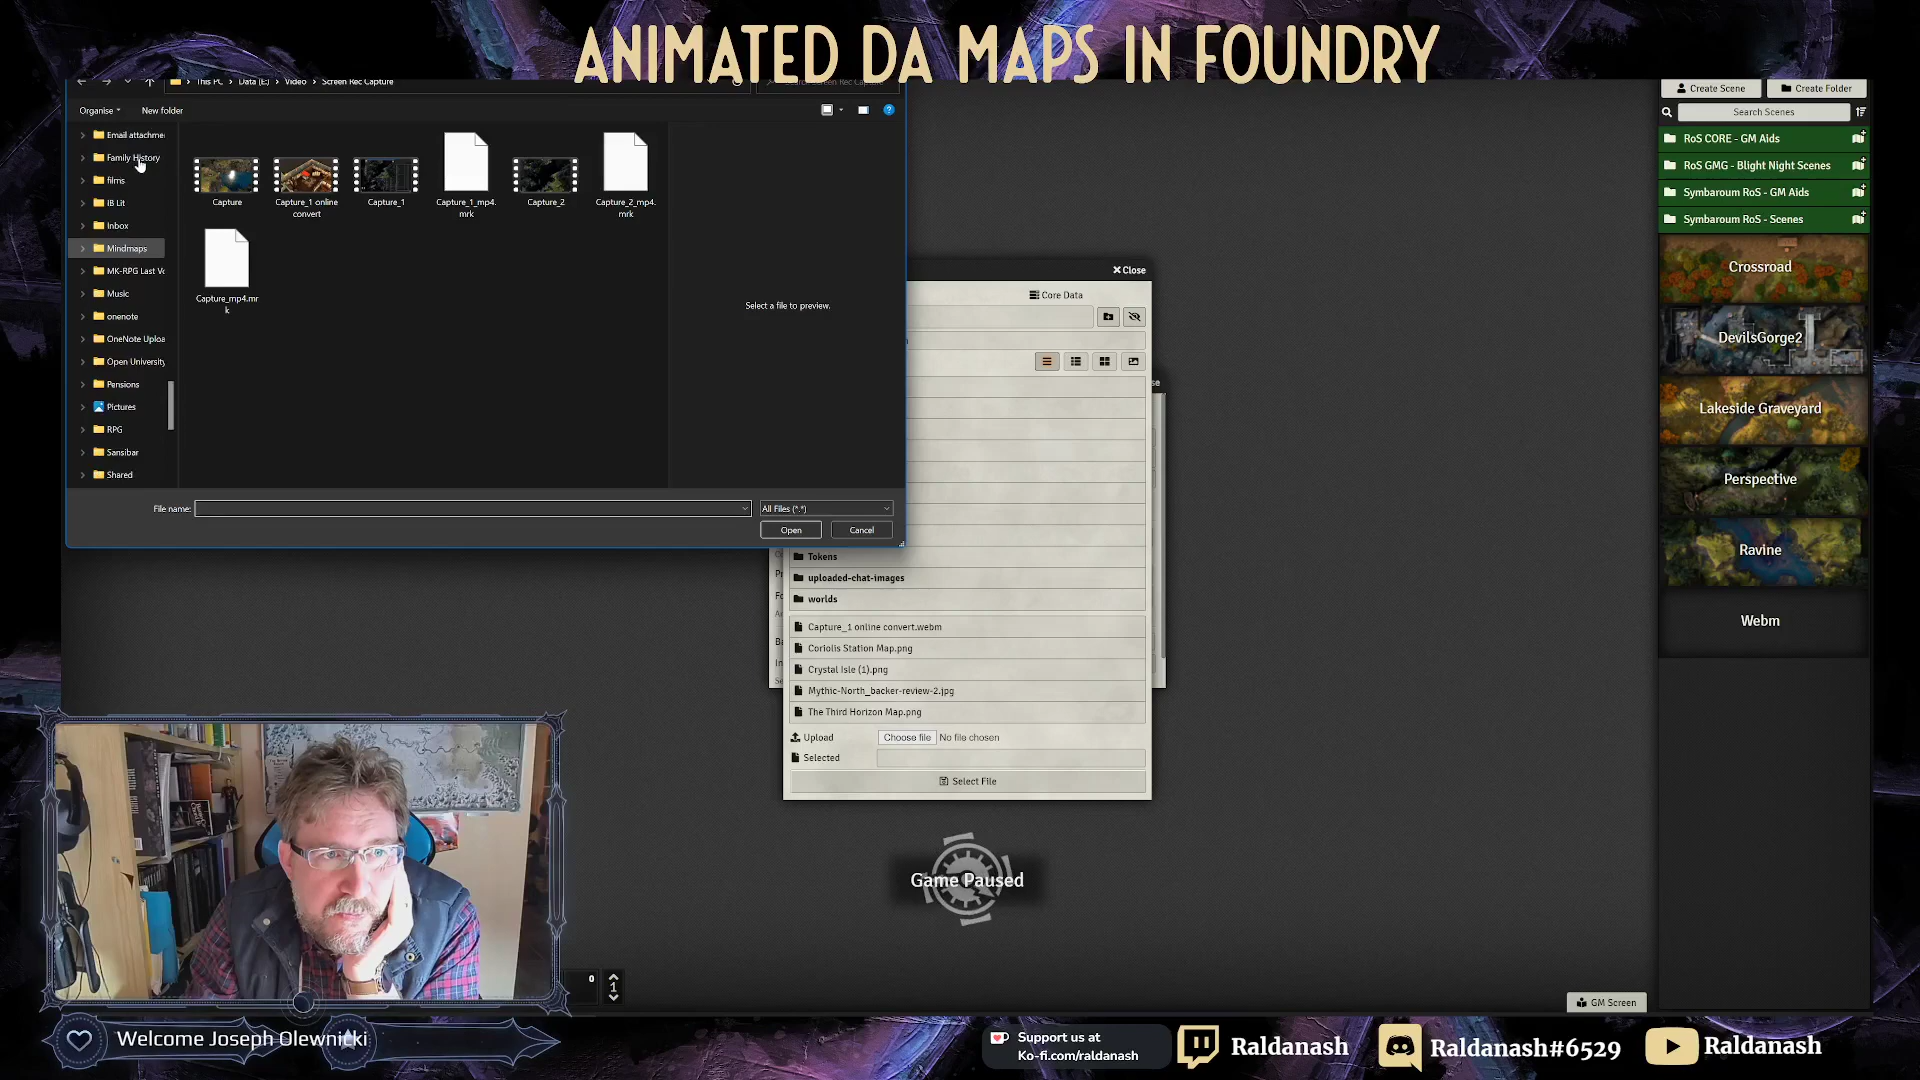 ANIMATED DA MAPS IN FOUNDRY
This PC > Data (E:) > Video > Screen Rec Capture
Organise
New folder
Email attachme
Family History
films
IB Lit
Inbox
Mindmaps
MK-RPG Last Vo
Music
onenote
OneNote Uploa
Open University
Pensions
Pictures
RPG
Sansibar
Shared
Capture
Capture_1 online convert
Capture_1
Capture_1_mp4.mrk
Capture_2
Capture_2_mp4.mrk
Capture_mp4.mrk
Select a file to preview.
File name:
All Files (*.*)
Open
Cancel
Close
Core Data
Tokens
uploaded-chat-images
worlds
Capture_1 online convert.webm
Coriolis Station Map.png
Crystal Isle (1).png
Mythic-North_backer-review-2.jpg
The Third Horizon Map.png
Upload
Choose file No file chosen
Selected
Select File
Game Paused
Create Scene
Create Folder
Search Scenes
RoS CORE - GM Aids
RoS GMG - Blight Night Scenes
Symbaroum RoS - GM Aids
Symbaroum RoS - Scenes
Crossroad
DevilsGorge2
Lakeside Graveyard
Perspective
Ravine
Webm
0
1
GM Screen
Welcome Joseph Olewnicki
Support us at
Ko-fi.com/raldanash
Raldanash
Raldanash#6529
Raldanash